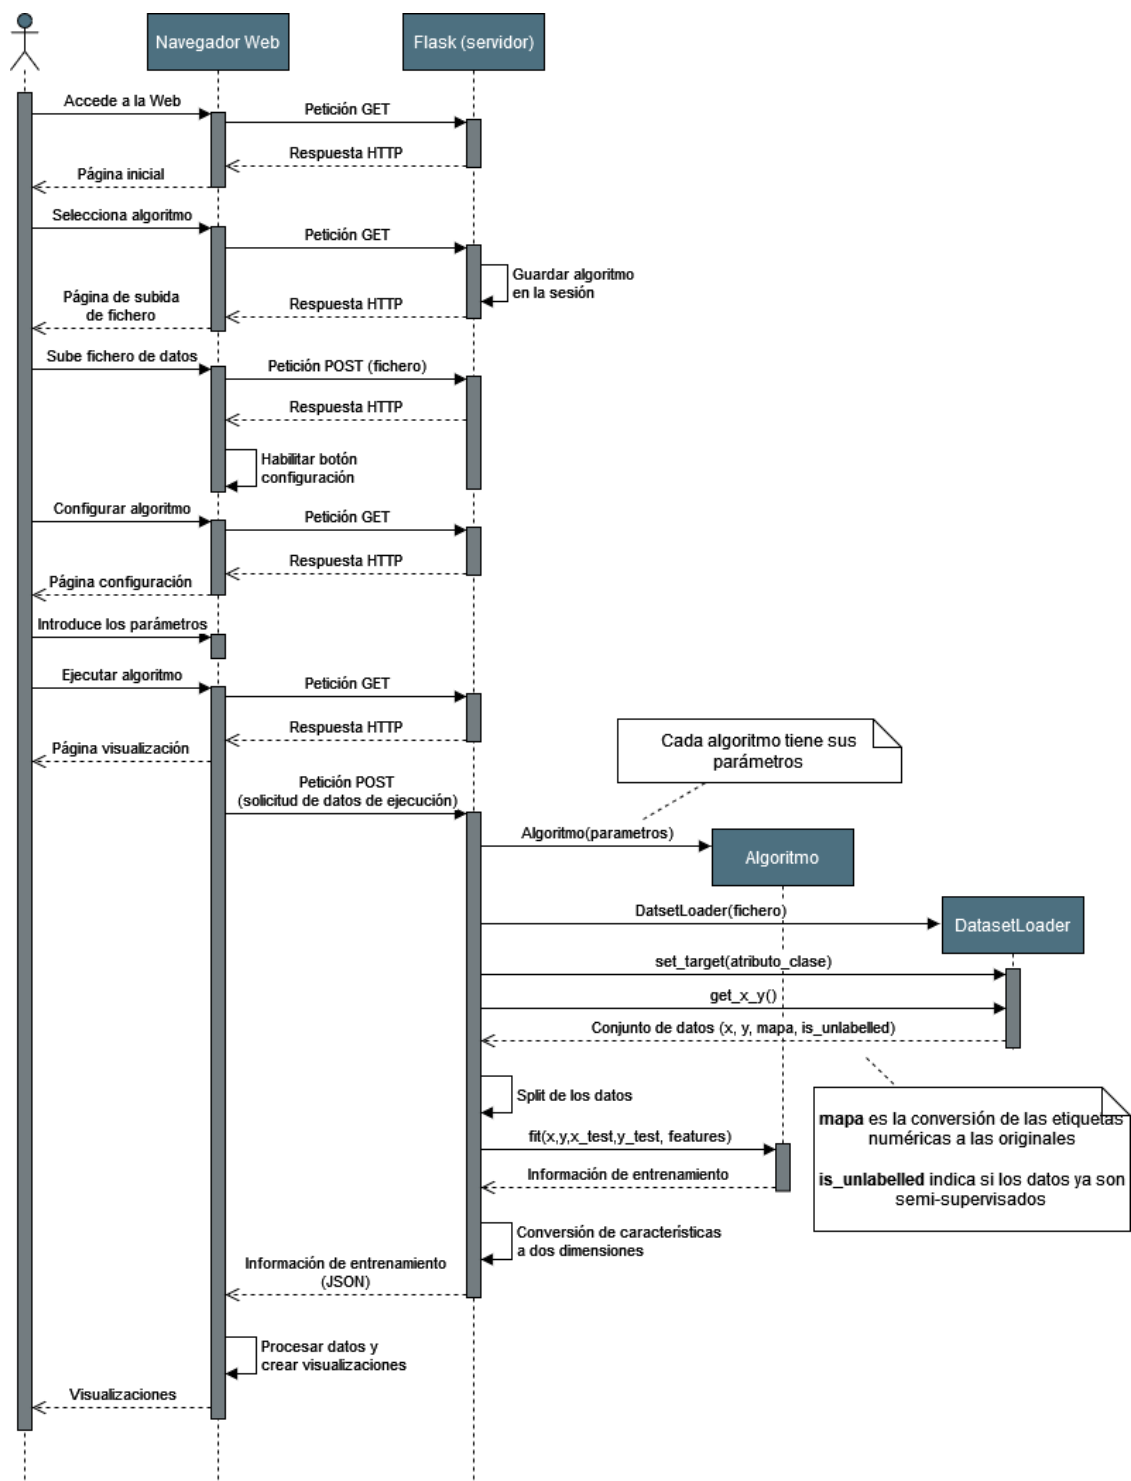 Navegador Web
Flask (servidor)
Accede a la Web
Petición GET
Respuesta HTTP
Página inicial
Selecciona algoritmo
Petición GET
Guardar algoritmo
en la sesión
Respuesta HTTP
Página de subida
de fichero
Sube fichero de datos
Petición POST (fichero)
Respuesta HTTP
Habilitar botón
configuración
Configurar algoritmo
Petición GET
Respuesta HTTP
Página configuración
Introduce los parámetros
Ejecutar algoritmo
Petición GET
Respuesta HTTP
Página visualización
Cada algoritmo tiene sus
parámetros
Petición POST
(solicitud de datos de ejecución)
Algoritmo(parametros)
Algoritmo
DatsetLoader(fichero)
DatasetLoader
set_target(atributo_clase)
get_x_y()
Conjunto de datos (x, y, mapa, is_unlabelled)
Split de los datos
mapa es la conversión de las etiquetas
numéricas a las originales
is_unlabelled indica si los datos ya son
semi-supervisados
fit(x,y,x_test,y_test, features)
Información de entrenamiento
Conversión de características
a dos dimensiones
Información de entrenamiento
(JSON)
Procesar datos y
crear visualizaciones
Visualizaciones